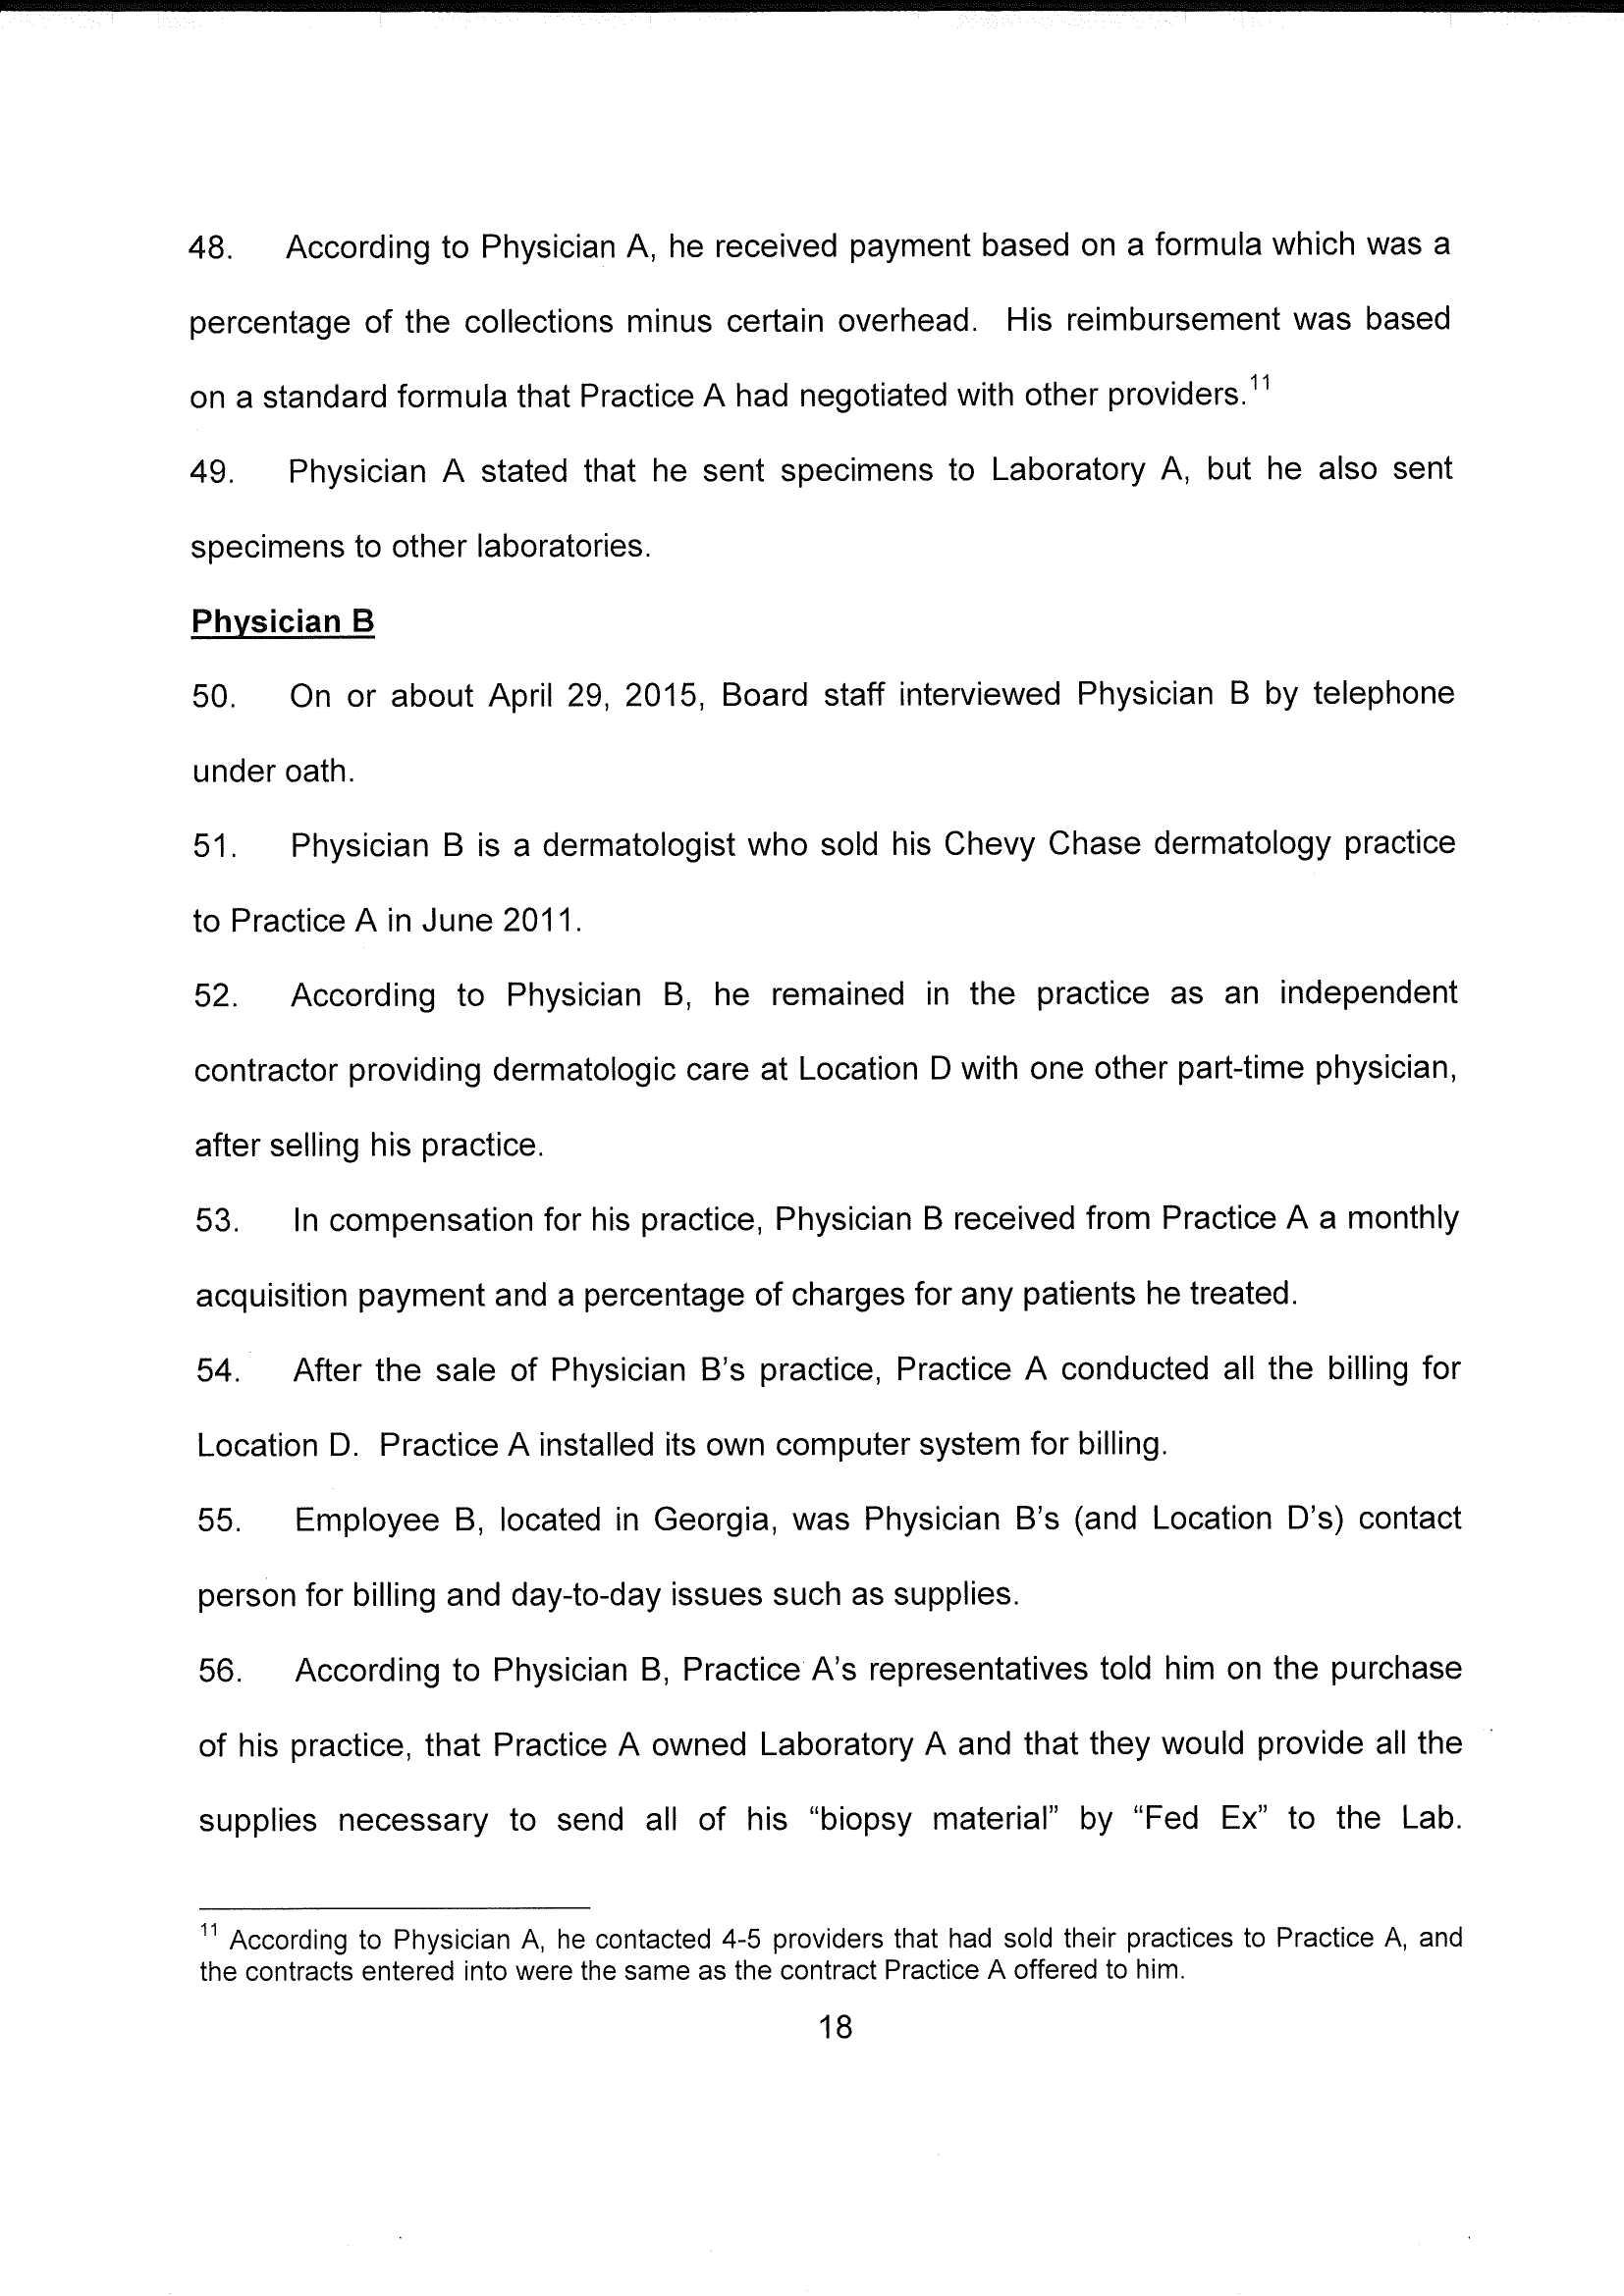 48. According to Physician A, he received payment based on a formula which was a
percentage of the collections minus certain overhead. His reimbursement was based
on a standard formula that Practice A had negotiated with other providers.11
49. Physician A stated that he sent specimens to Laboratory A, but he also sent
specimens to other laboratories.
Physician B
50. On or about April 29, 2015, Board staff interviewed Physician B by telephone
under oath.
51. Physician B is a dermatologist who sold his Chevy Chase dermatology practice
to Practice A in June 2011.
52. According to Physician B, he remained in the practice as an independent
contractor providing dermatologic care at Location D with one other part-time physician,
after selling his practice.
53. In compensation for his practice, Physician B received from Practice A a monthly
acquisition payment and a percentage of charges for any patients he treated.
54. After the sale of Physician B's practice, Practice A conducted all the billing for
Location D. Practice A installed its own computer system for billing.
55. Employee B, located in Georgia, was Physician B's (and Location D's) contact
person for billing and day-to-day issues such as supplies.
56. According to Physician B, Practice A's representatives told him on the purchase
of his practice, that Practice A owned Laboratory A and that they would provide all the
supplies necessary to send all of his “biopsy material” by “Fed Ex” to the Lab.
11 According to Physician A, he contacted 4-5 providers that had sold their practices to Practice A, and
the contracts entered into were the same as the contract Practice A offered to him.
18